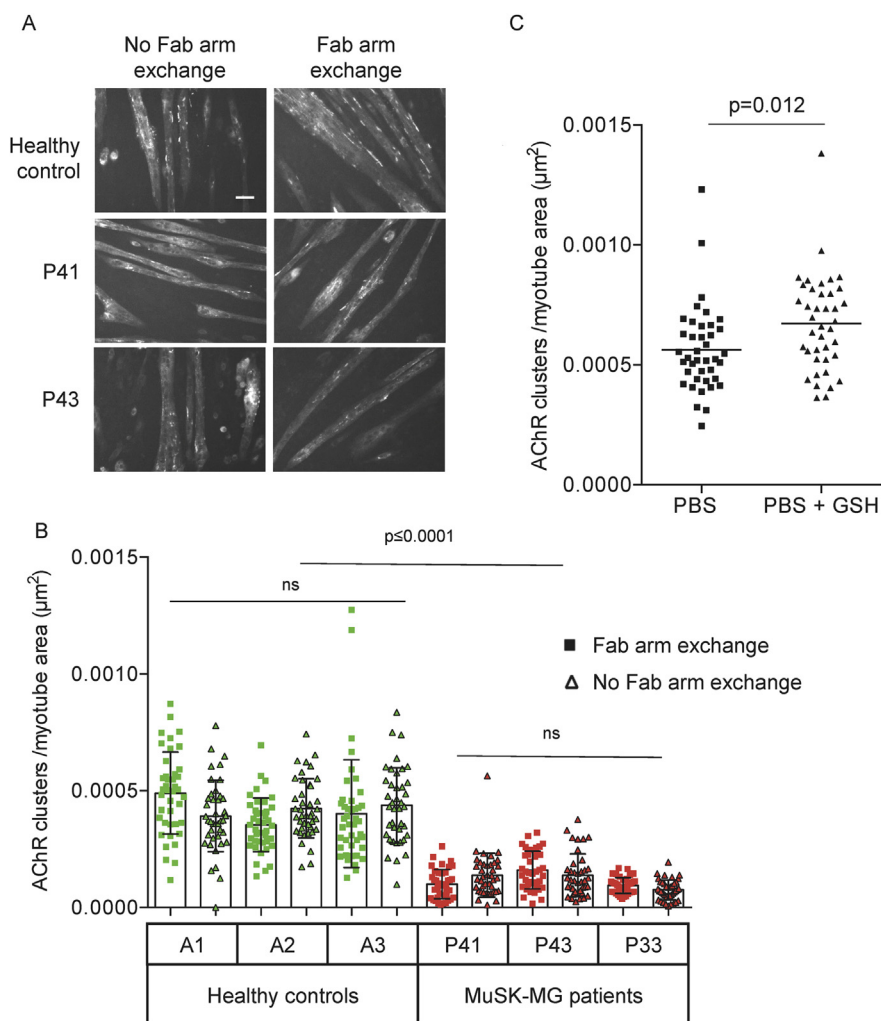 A
No Fab arm
exchange
Fab arm
exchange
Healthy
control
P41
P43
C
p=0.012
AChR clusters /myotube area (µm²)
0.0015
0.0010
0.0005
0.0000
PBS
PBS + GSH
B
p≤0.0001
ns
ns
AChR clusters /myotube area (µm²)
0.0015
0.0010
0.0005
0.0000
Fab arm exchange
No Fab arm exchange
A1 A2 A3 P41 P43 P33
Healthy controls MuSK-MG patients